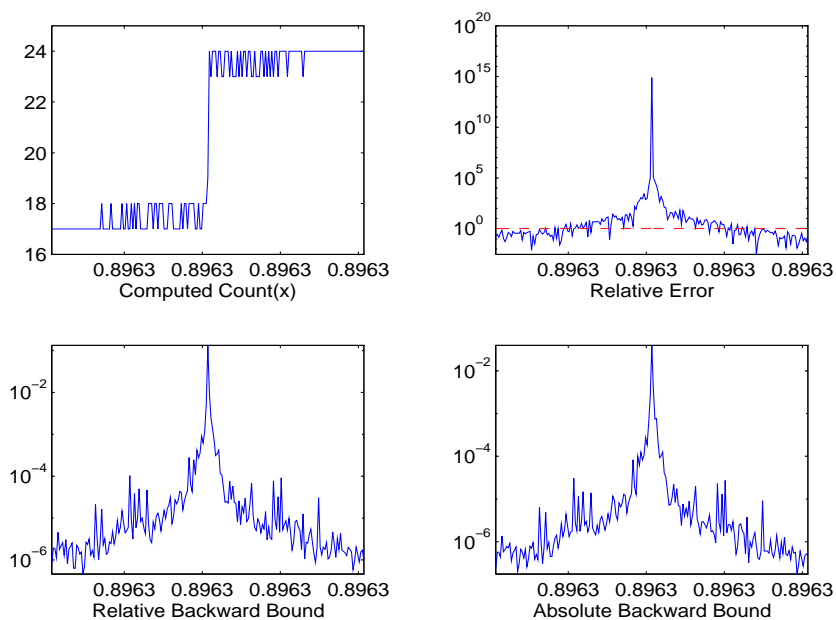 24
22
20
18
16
0.8963 0.8963 0.8963 0.8963
Computed Count(x)
10^20
10^15
10^10
10^5
10^0
0.8963 0.8963 0.8963 0.8963
Relative Error
10^-2
10^-4
10^-6
0.8963 0.8963 0.8963 0.8963
Relative Backward Bound
10^-2
10^-4
10^-6
0.8963 0.8963 0.8963 0.8963
Absolute Backward Bound